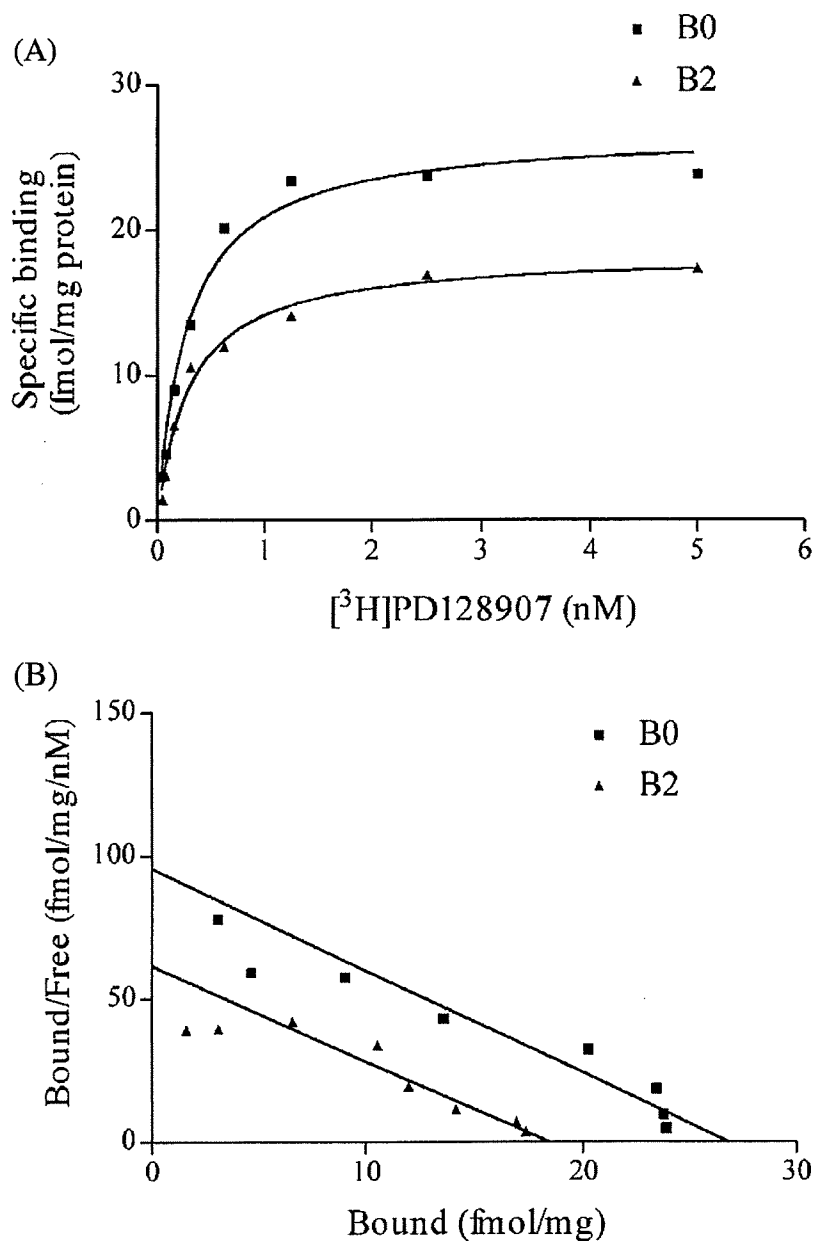 (A)
B0
B2
30
20
10
0
Specific binding
(fmol/mg protein)
0 1 2 3 4 5 6
[³H]PD128907 (nM)
(B)
B0
B2
150
100
50
0
Bound/Free (fmol/mg/nM)
0 10 20 30
Bound (fmol/mg)